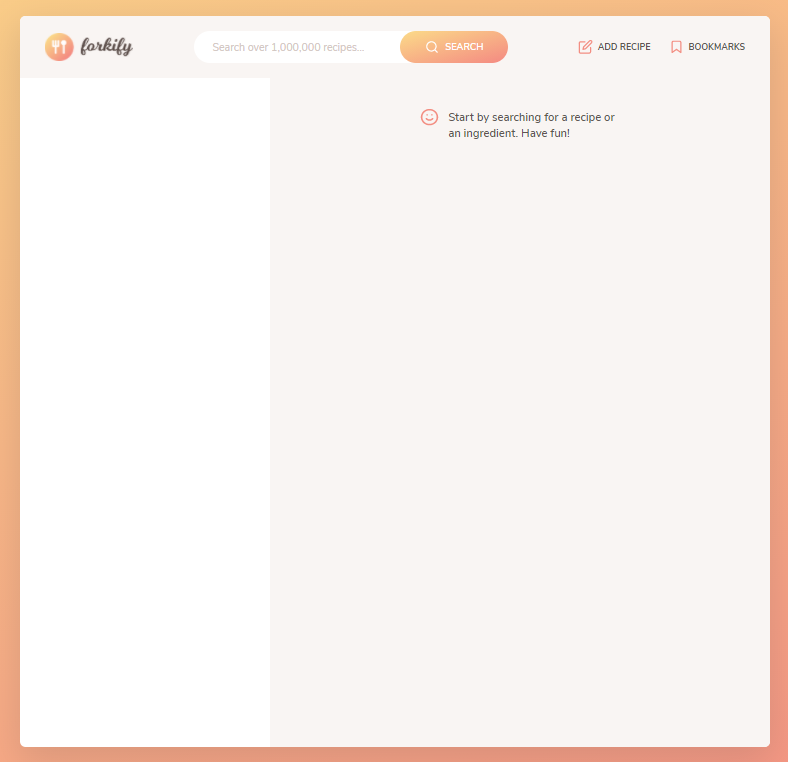 forkify
Search over 1,000,000 recipes...
SEARCH
ADD RECIPE
BOOKMARKS
Start by searching for a recipe or
an ingredient. Have fun!